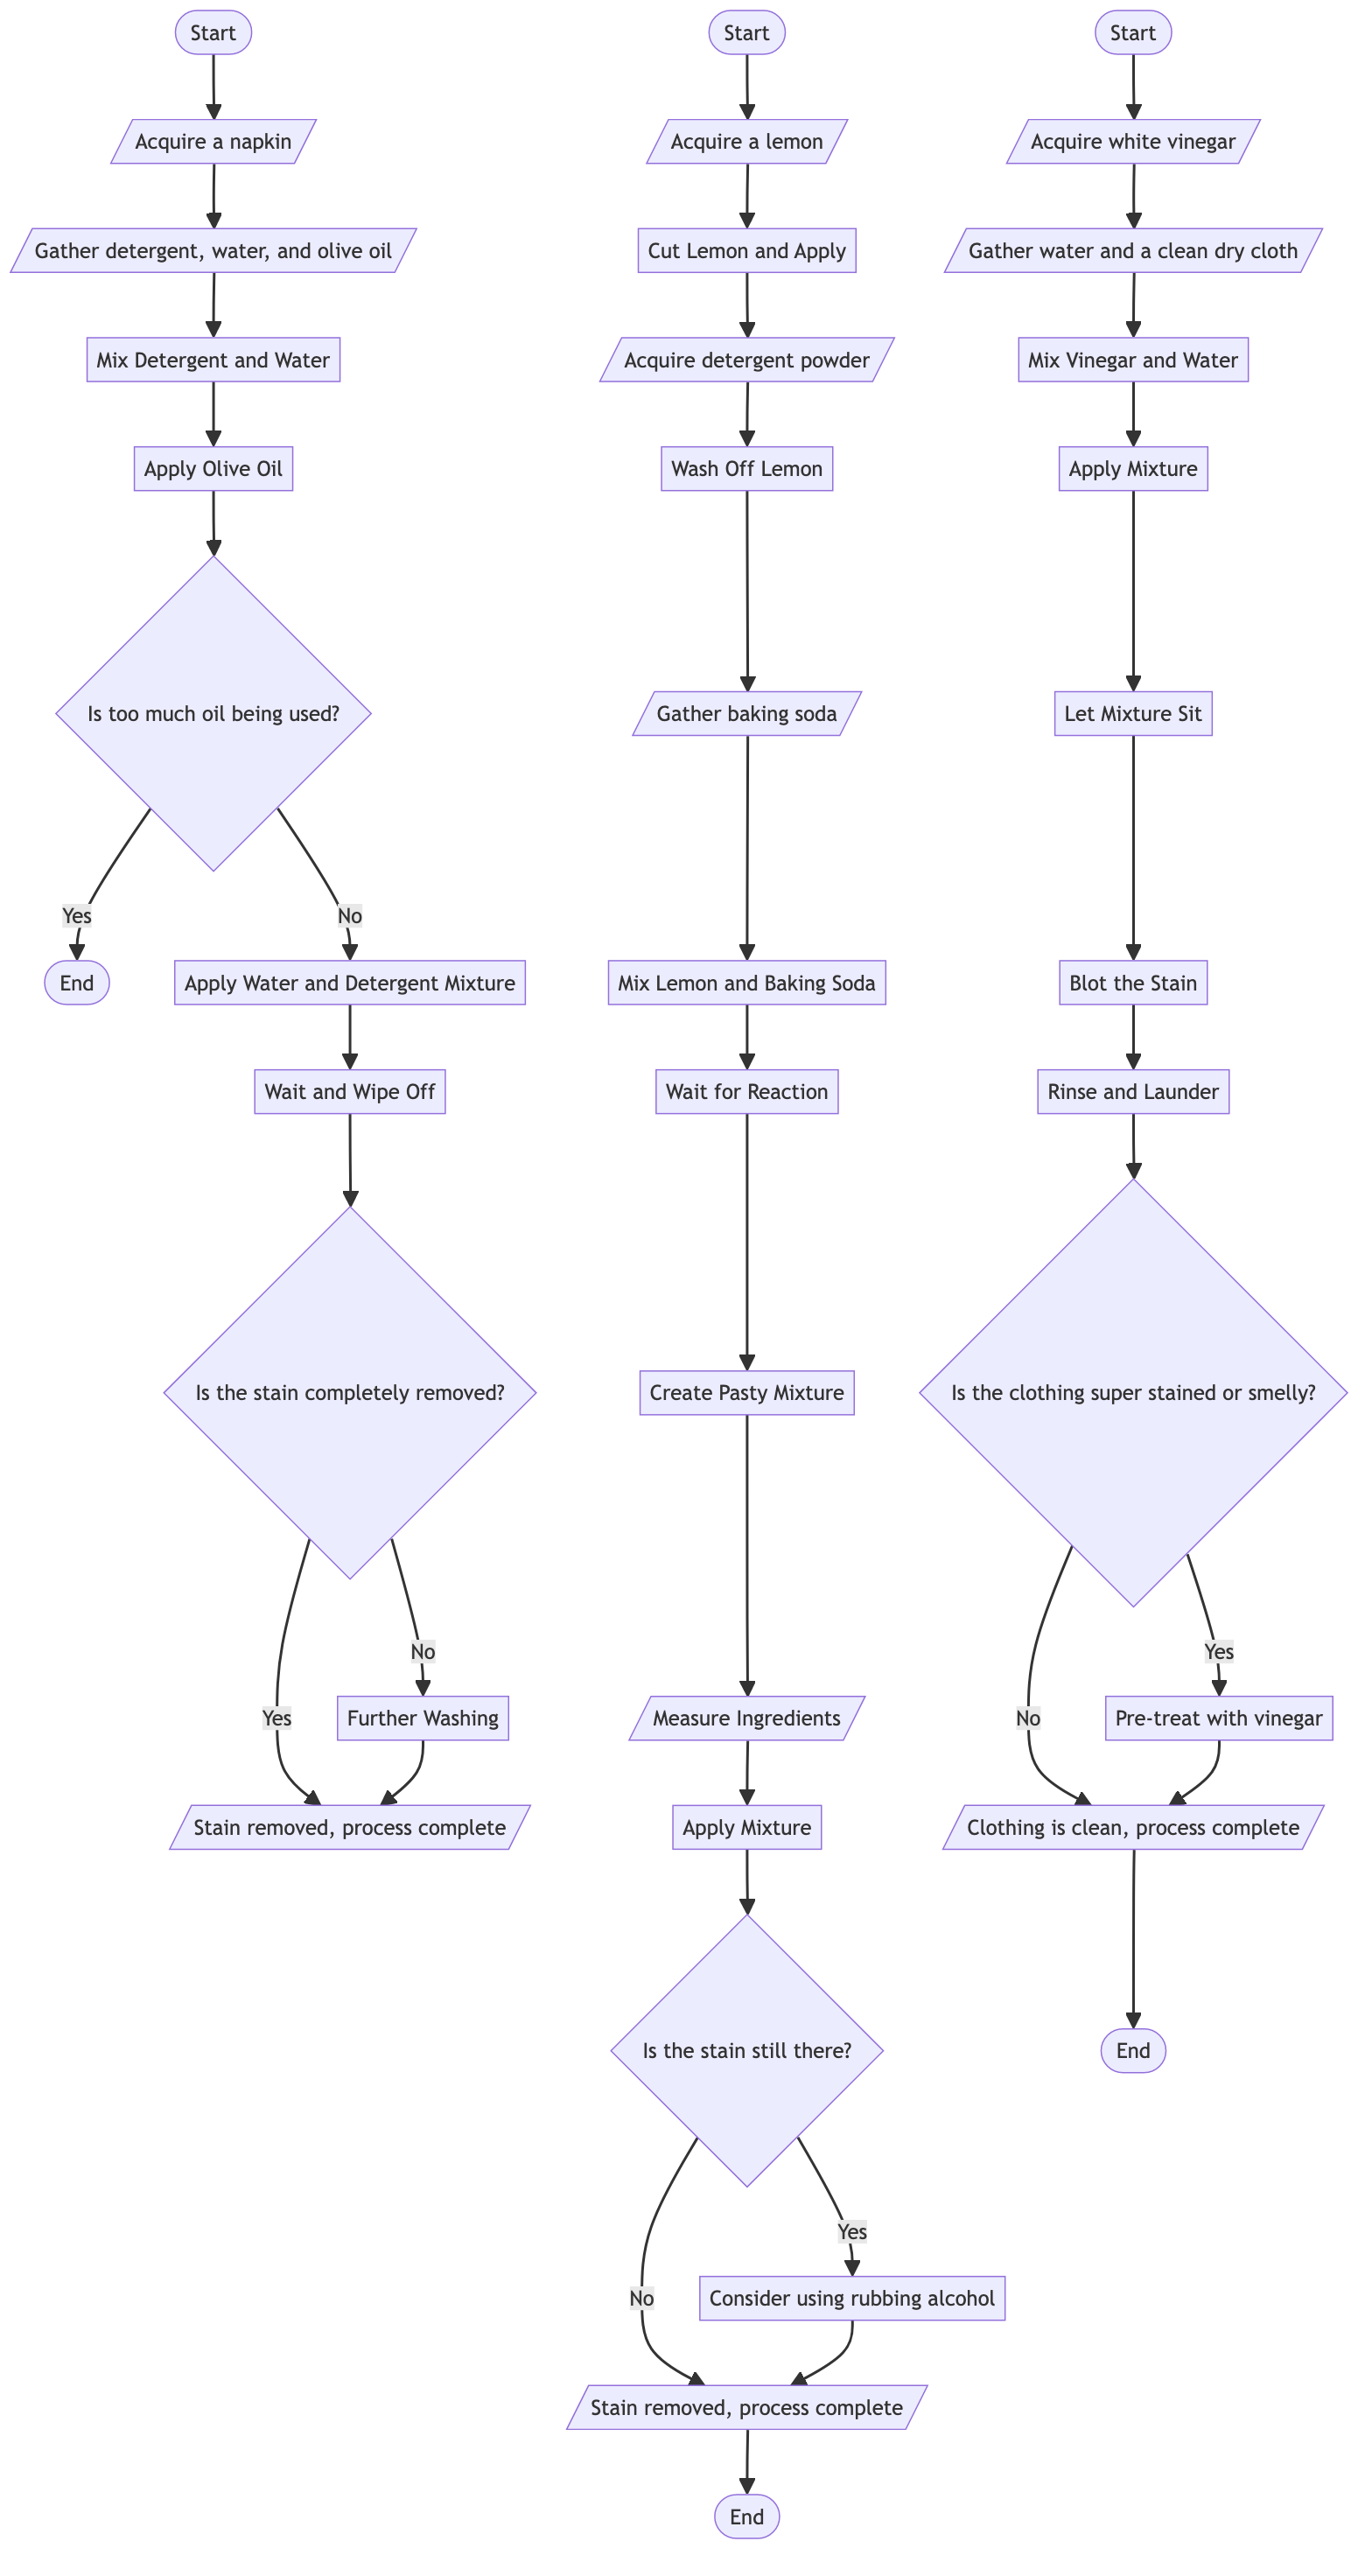 Start
Acquire a napkin
Gather detergent, water, and olive oil
Mix Detergent and Water
Apply Olive Oil
Is too much oil being used?
Yes
No
End
Apply Water and Detergent Mixture
Wait and Wipe Off
Is the stain completely removed?
No
Yes
Further Washing
Stain removed, process complete
Start
Acquire a lemon
Cut Lemon and Apply
Acquire detergent powder
Wash Off Lemon
Gather baking soda
Mix Lemon and Baking Soda
Wait for Reaction
Create Pasty Mixture
Measure Ingredients
Apply Mixture
Is the stain still there?
Yes
No
Consider using rubbing alcohol
Stain removed, process complete
End
Start
Acquire white vinegar
Gather water and a clean dry cloth
Mix Vinegar and Water
Apply Mixture
Let Mixture Sit
Blot the Stain
Rinse and Launder
Is the clothing super stained or smelly?
Yes
No
Pre-treat with vinegar
Clothing is clean, process complete
End